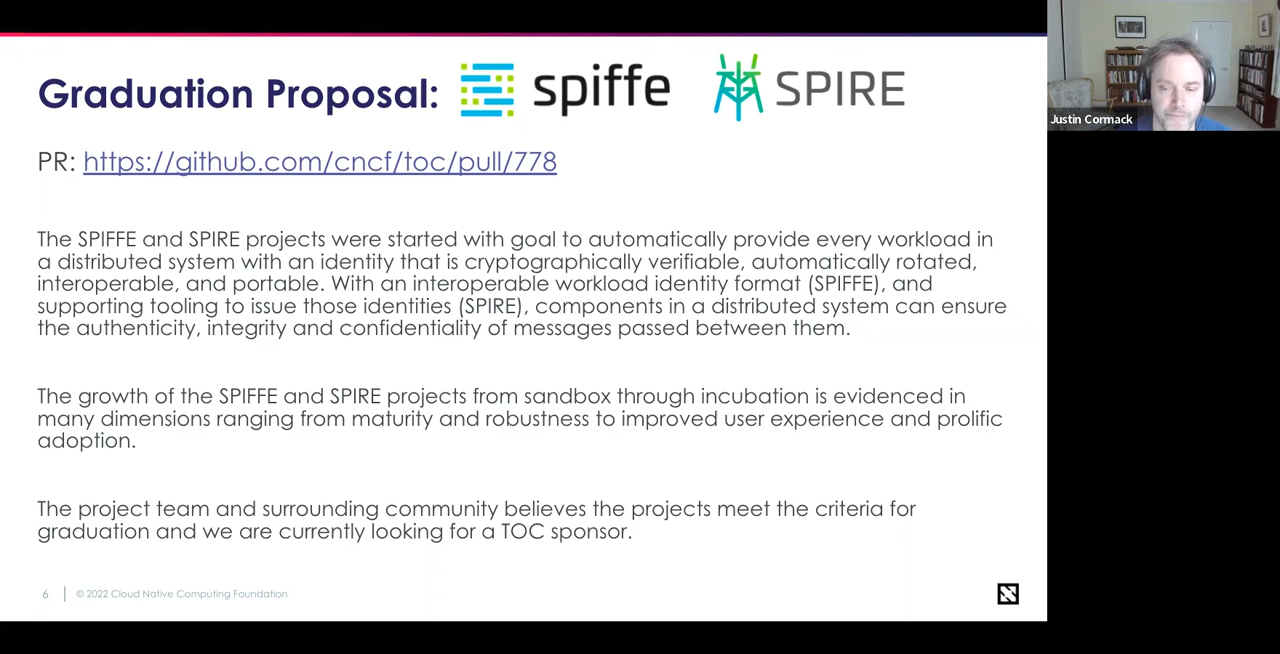 Graduation Proposal: spiffe SPIRE
PR: https://github.com/cncf/toc/pull/778
The SPIFFE and SPIRE projects were started with goal to automatically provide every workload in
a distributed system with an identity that is cryptographically verifiable, automatically rotated,
interoperable, and portable. With an interoperable workload identity format (SPIFFE), and
supporting tooling to issue those identities (SPIRE), components in a distributed system can ensure
the authenticity, integrity and confidentiality of messages passed between them.
The growth of the SPIFFE and SPIRE projects from sandbox through incubation is evidenced in
many dimensions ranging from maturity and robustness to improved user experience and prolific
adoption.
The project team and surrounding community believes the projects meet the criteria for
graduation and we are currently looking for a TOC sponsor.
6 | © 2022 Cloud Native Computing Foundation
Justin Cormack